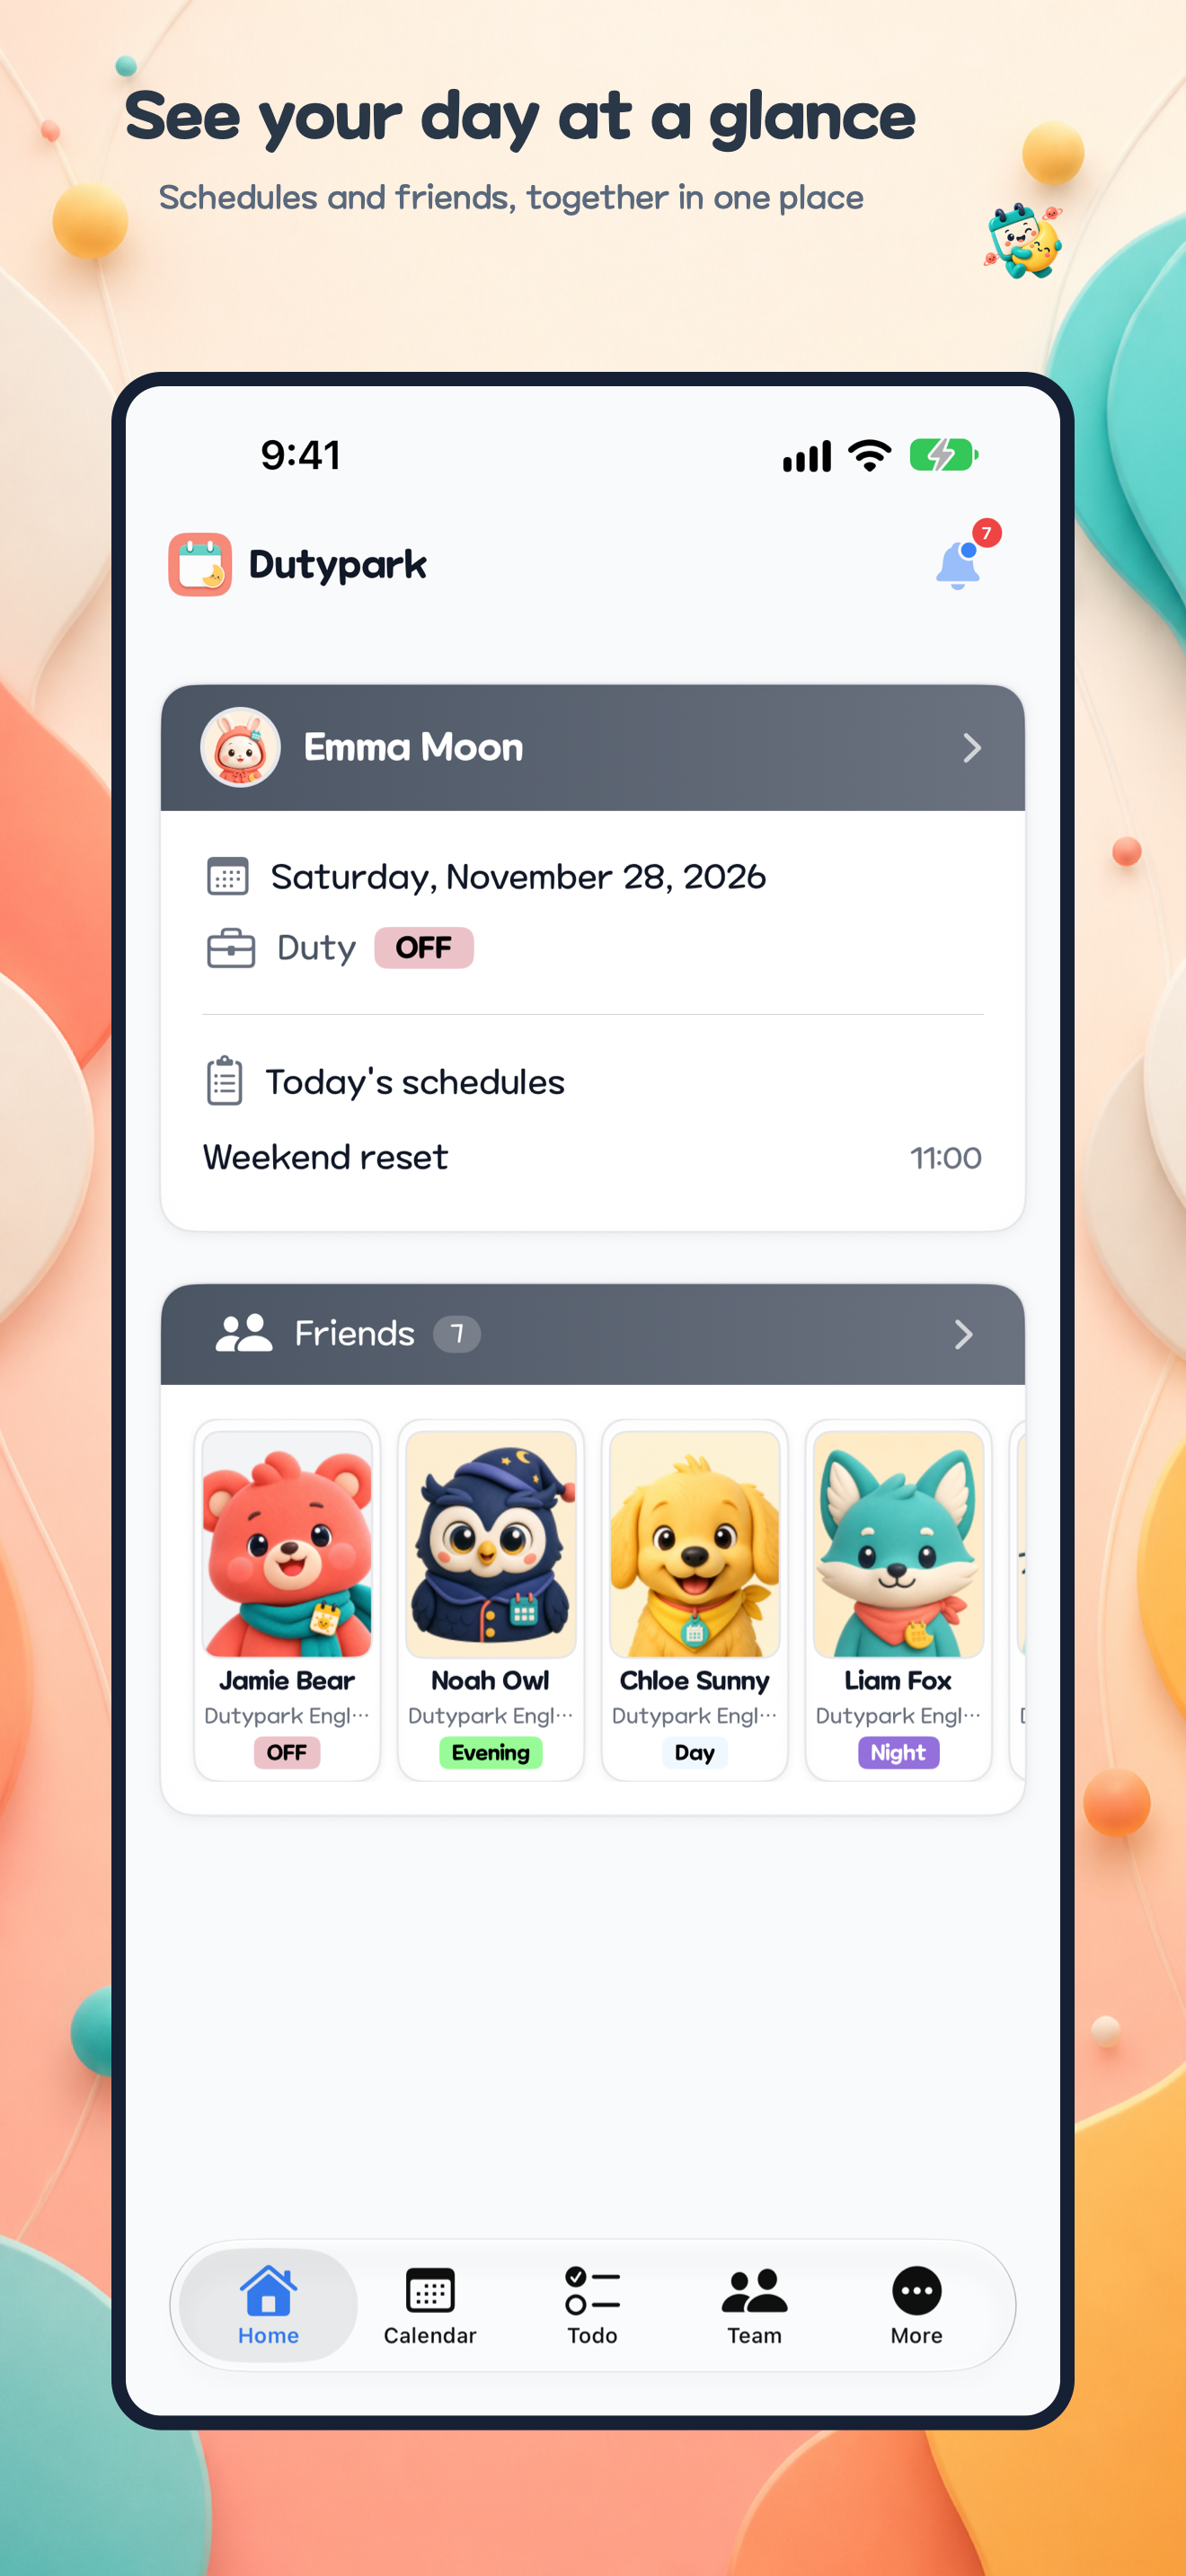 See your day at a glance
Schedules and friends, together in one place
9:41
Dutypark
7
Emma Moon
Saturday, November 28, 2026
Duty OFF
Today's schedules
Weekend reset 11:00
Friends 7
Jamie Bear Noah Owl Chloe Sunny Liam Fox
Dutypark Engl… Dutypark Engl… Dutypark Engl… Dutypark Engl…
OFF Evening Day Night
Home Calendar Todo Team More